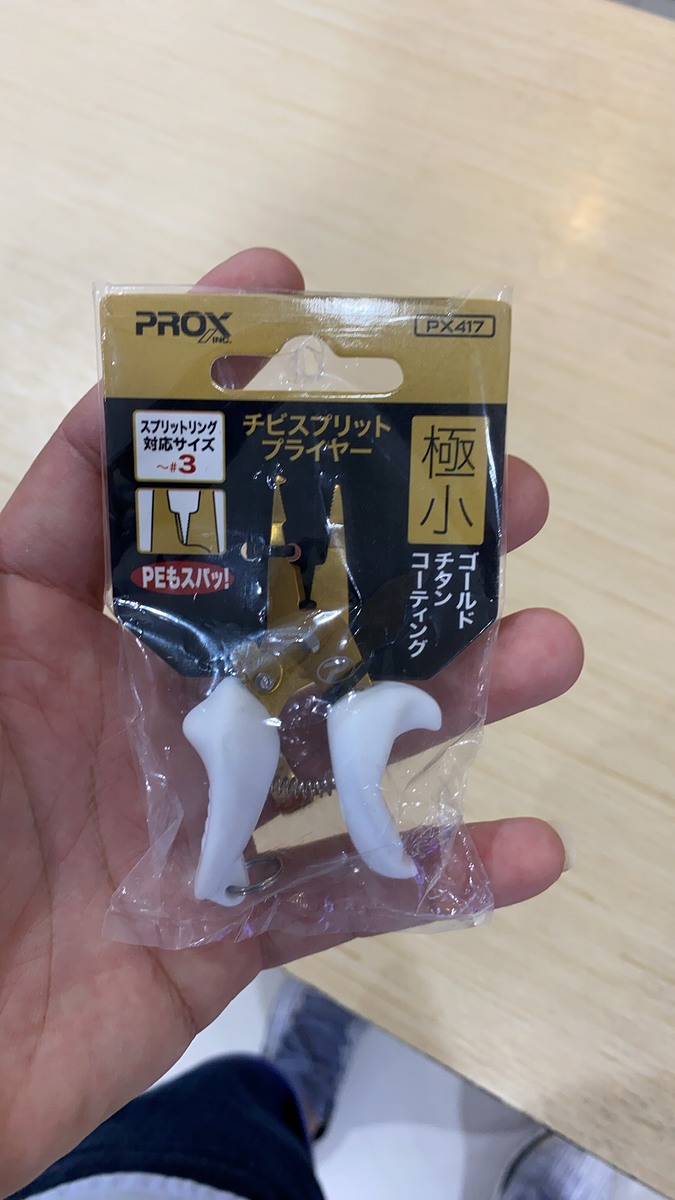 PROX
INC.
PX417
スプリットリング
対応サイズ
～#3
チビスプリット
プライヤー
極小
PEもスパッ!
ゴールド
チタン
コーティング